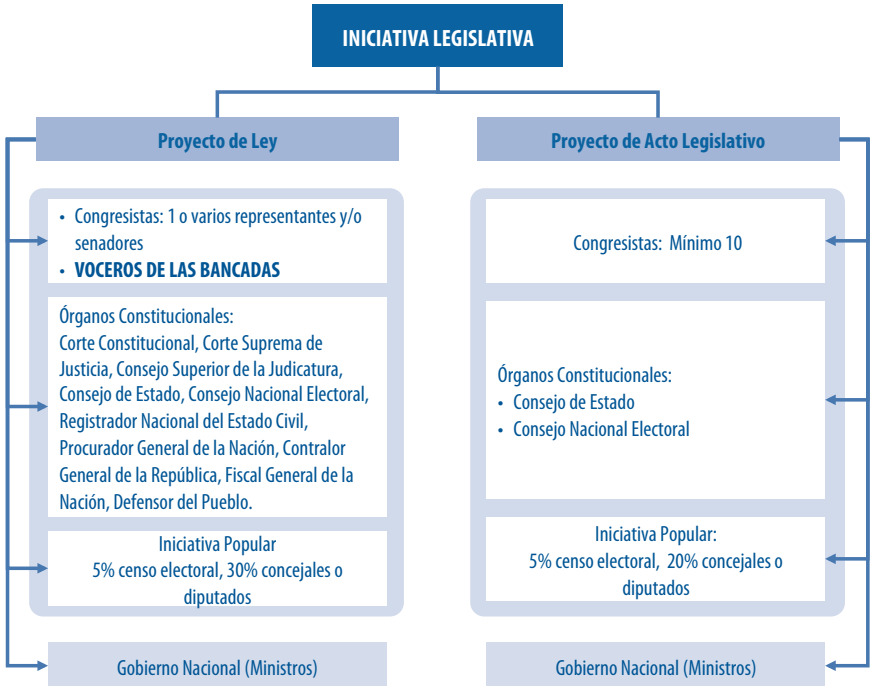 INICIATIVA LEGISLATIVA
Proyecto de Ley
• Congresistas: 1 o varios representantes y/o
senadores
• VOCEROS DE LAS BANCADAS
Órganos Constitucionales:
Corte Constitucional, Corte Suprema de
Justicia, Consejo Superior de la Judicatura,
Consejo de Estado, Consejo Nacional Electoral,
Registrador Nacional del Estado Civil,
Procurador General de la Nación, Contralor
General de la República, Fiscal General de la
Nación, Defensor del Pueblo.
Iniciativa Popular
5% censo electoral, 30% concejales o
diputados
Gobierno Nacional (Ministros)
Proyecto de Acto Legislativo
Congresistas: Mínimo 10
Órganos Constitucionales:
• Consejo de Estado
• Consejo Nacional Electoral
Iniciativa Popular:
5% censo electoral, 20% concejales o
diputados
Gobierno Nacional (Ministros)